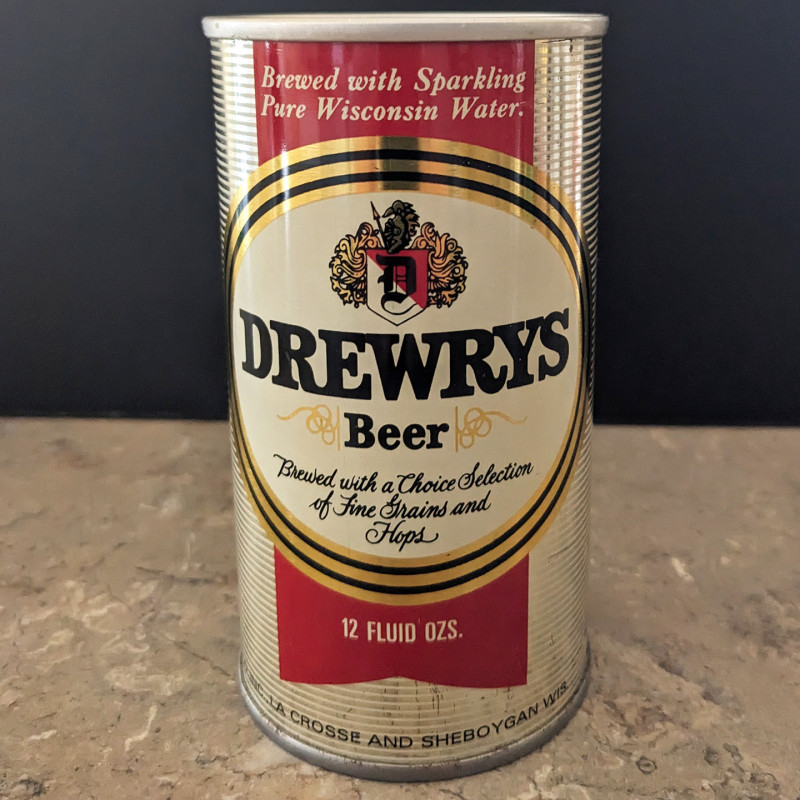 Brewed with Sparkling
Pure Wisconsin Water.
D
DREWRYS
Beer
Brewed with a Choice Selection
of Fine Grains and
Hops
12 FLUID OZS.
LA CROSSE AND SHEBOYGAN WIS.